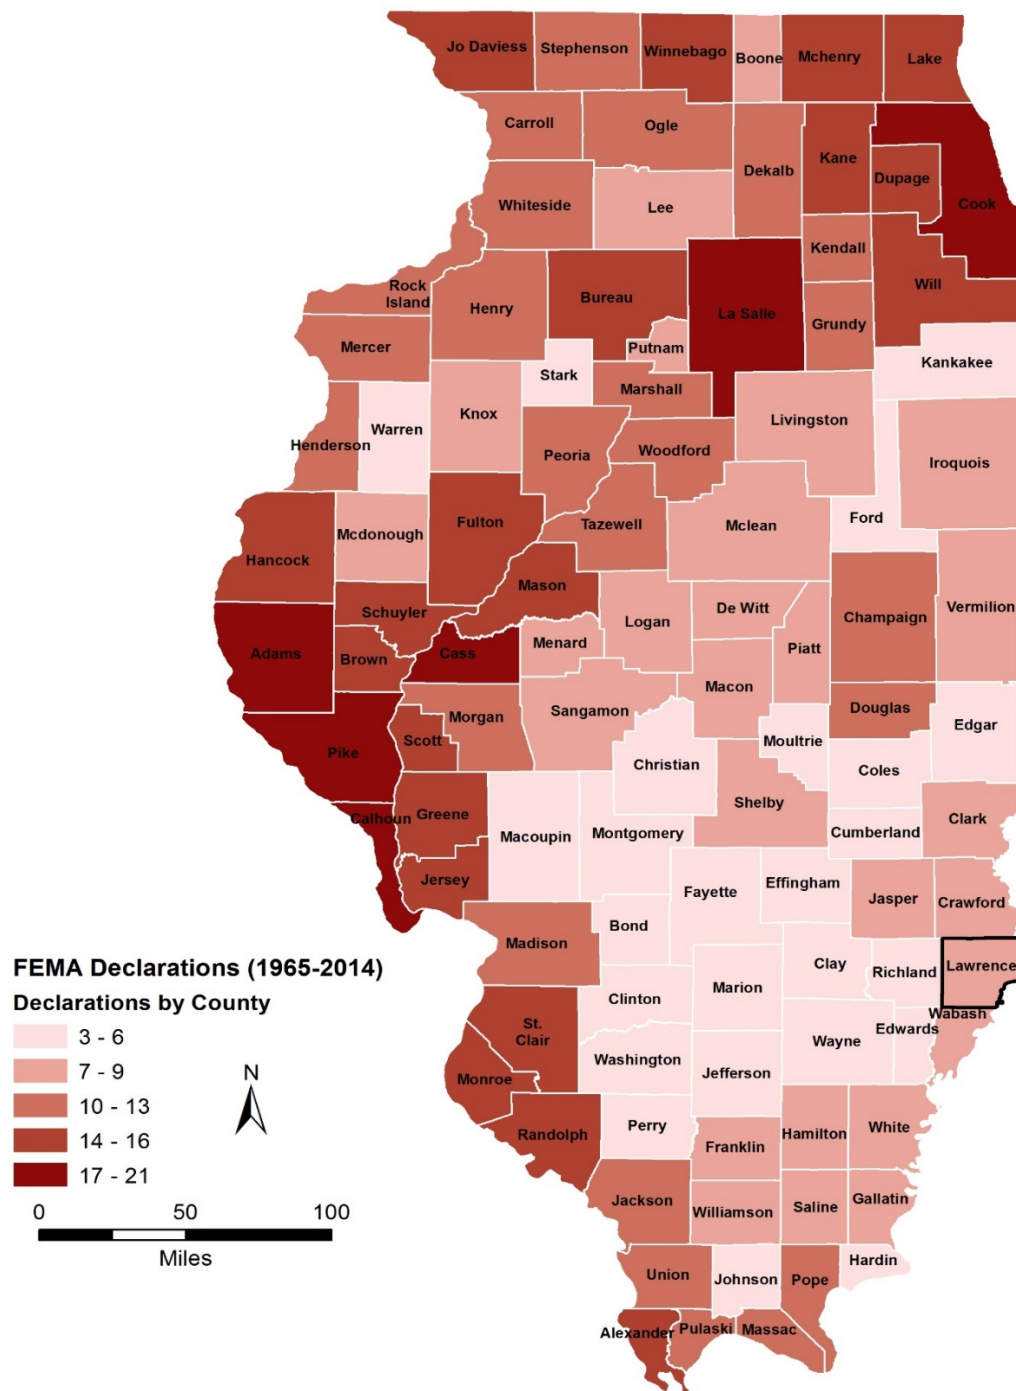 Jo Daviess
Stephenson
Winnebago
Boone
Mchenry
Lake
Carroll
Ogle
Dekalb
Kane
Dupage
Cook
Whiteside
Lee
Kendall
Rock
Island
Henry
Bureau
La Salle
Grundy
Will
Mercer
Putnam
Kankakee
Stark
Marshall
Henderson
Warren
Knox
Peoria
Woodford
Livingston
Iroquois
Ford
Hancock
Mcdonough
Fulton
Tazewell
Mclean
Mason
Schuyler
Logan
De Witt
Champaign
Vermilion
Adams
Brown
Cass
Menard
Piatt
Macon
Pike
Scott
Morgan
Sangamon
Douglas
Edgar
Moultrie
Christian
Coles
Calhoun
Greene
Macoupin
Montgomery
Shelby
Cumberland
Clark
Jersey
Fayette
Effingham
Jasper
Crawford
Madison
Bond
Clay
Richland
Lawrence
Clinton
Marion
Wabash
St.
Clair
Washington
Jefferson
Wayne
Edwards
Monroe
Randolph
Perry
Franklin
Hamilton
White
Jackson
Williamson
Saline
Gallatin
Union
Johnson
Pope
Hardin
Alexander
Pulaski
Massac
FEMA Declarations (1965-2014)
Declarations by County
3 - 6
7 - 9
10 - 13
14 - 16
17 - 21
N
0 50 100
Miles